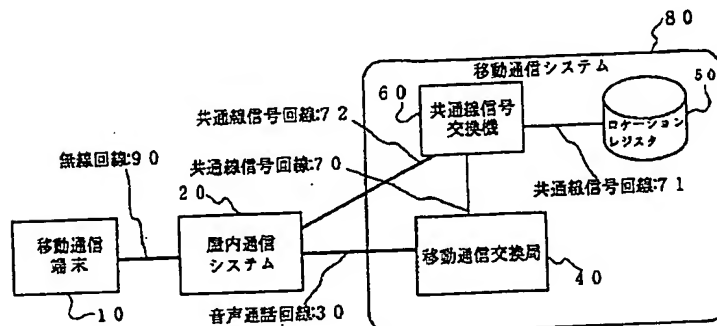 80
移動通信システム
60
50
共通線信号
交換機
ロケーション
レジスタ
共通線信号回線:72
共通線信号回線:70
共通線信号回線:71
無線回線:90
20
移動通信
端末
屋内通信
システム
移動通信交換局
10
音声通話回線:30
40